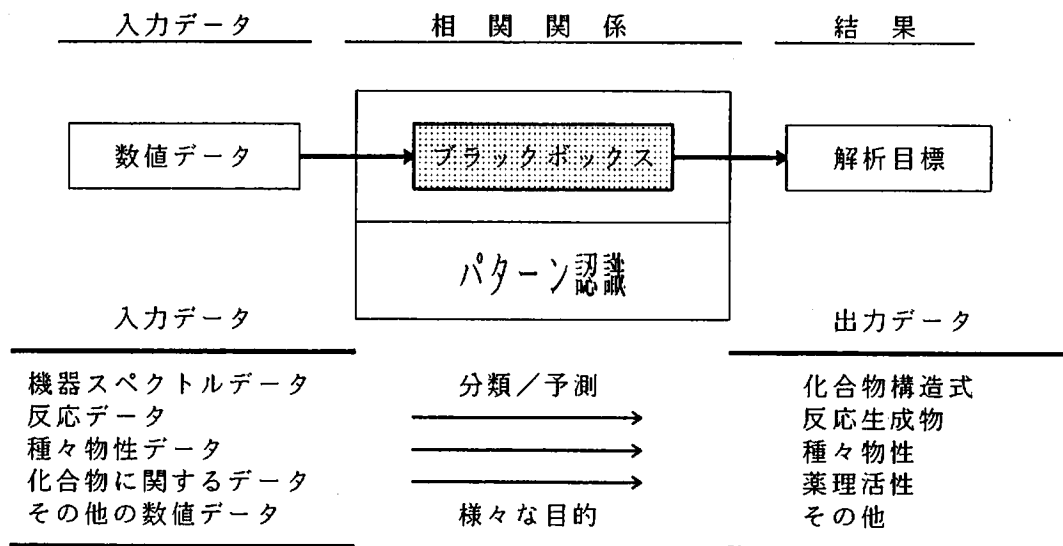 入力データ 相関関係 結果
数値データ ブラックボックス 解析目標
パターン認識
入力データ 出力データ
機器スペクトルデータ 分類／予測 化合物構造式
反応データ 反応生成物
種々物性データ 種々物性
化合物に関するデータ 薬理活性
その他の数値データ 様々な目的 その他